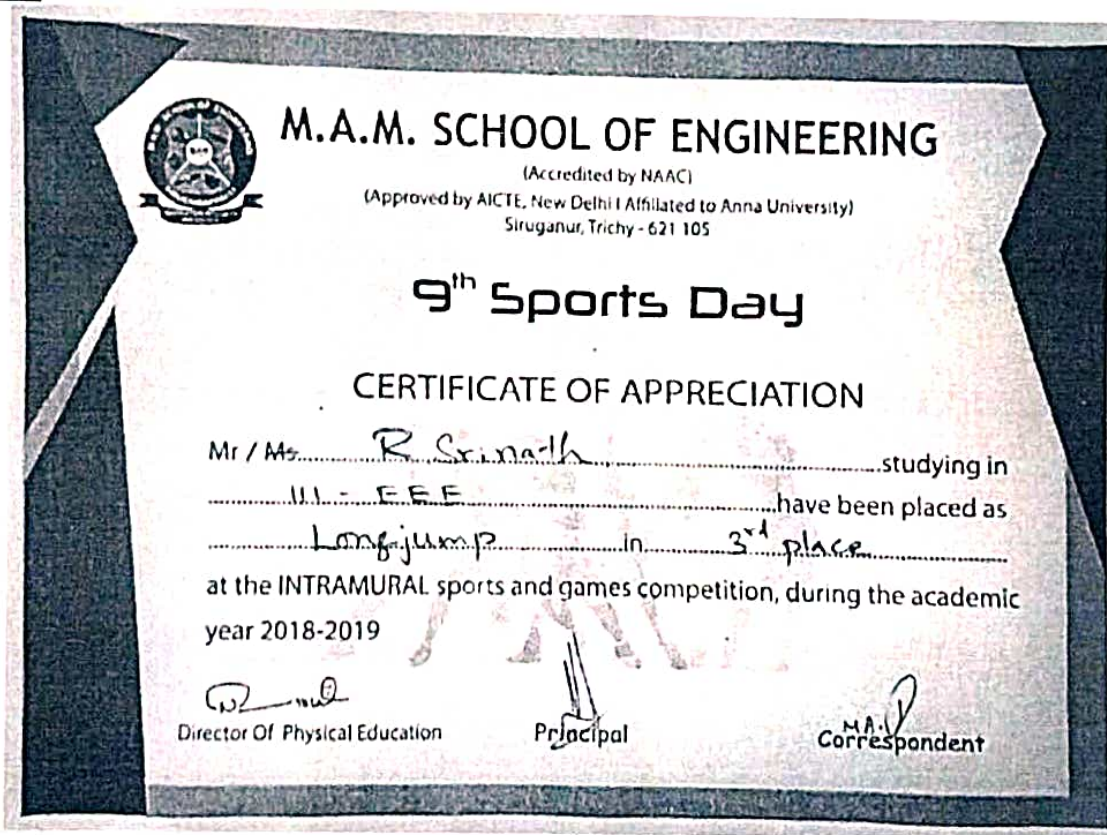 M.A.M. SCHOOL OF ENGINEERING
(Accredited by NAAC)
(Approved by AICTE, New Delhi I Affiliated to Anna University)
Siruganur, Trichy - 621 105
9th Sports Day
CERTIFICATE OF APPRECIATION
Mr / Ms R Srinath studying in
III - EEE have been placed as
Longjump in 3rd place
at the INTRAMURAL sports and games competition, during the academic
year 2018-2019
Director Of Physical Education Principal M.A. Correspondent